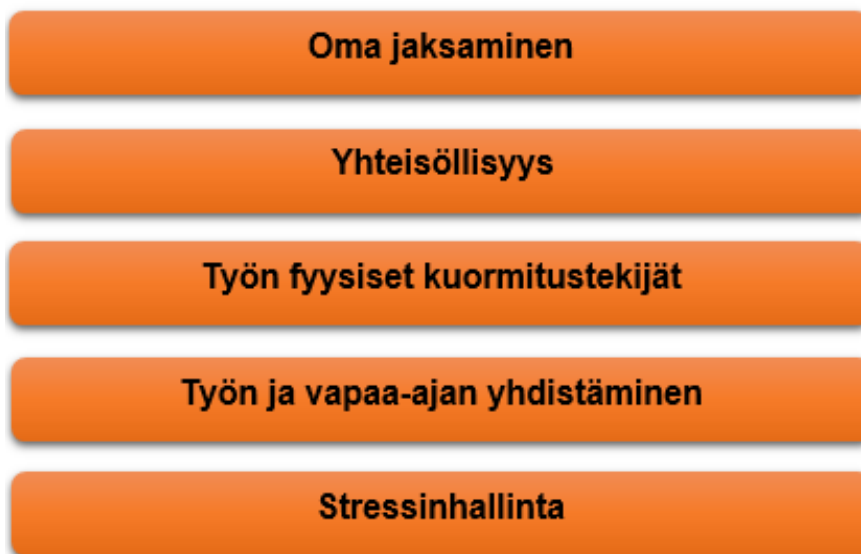 Oma jaksaminen
Yhteisöllisyys
Työn fyysiset kuormitustekijät
Työn ja vapaa-ajan yhdistäminen
Stressinhallinta